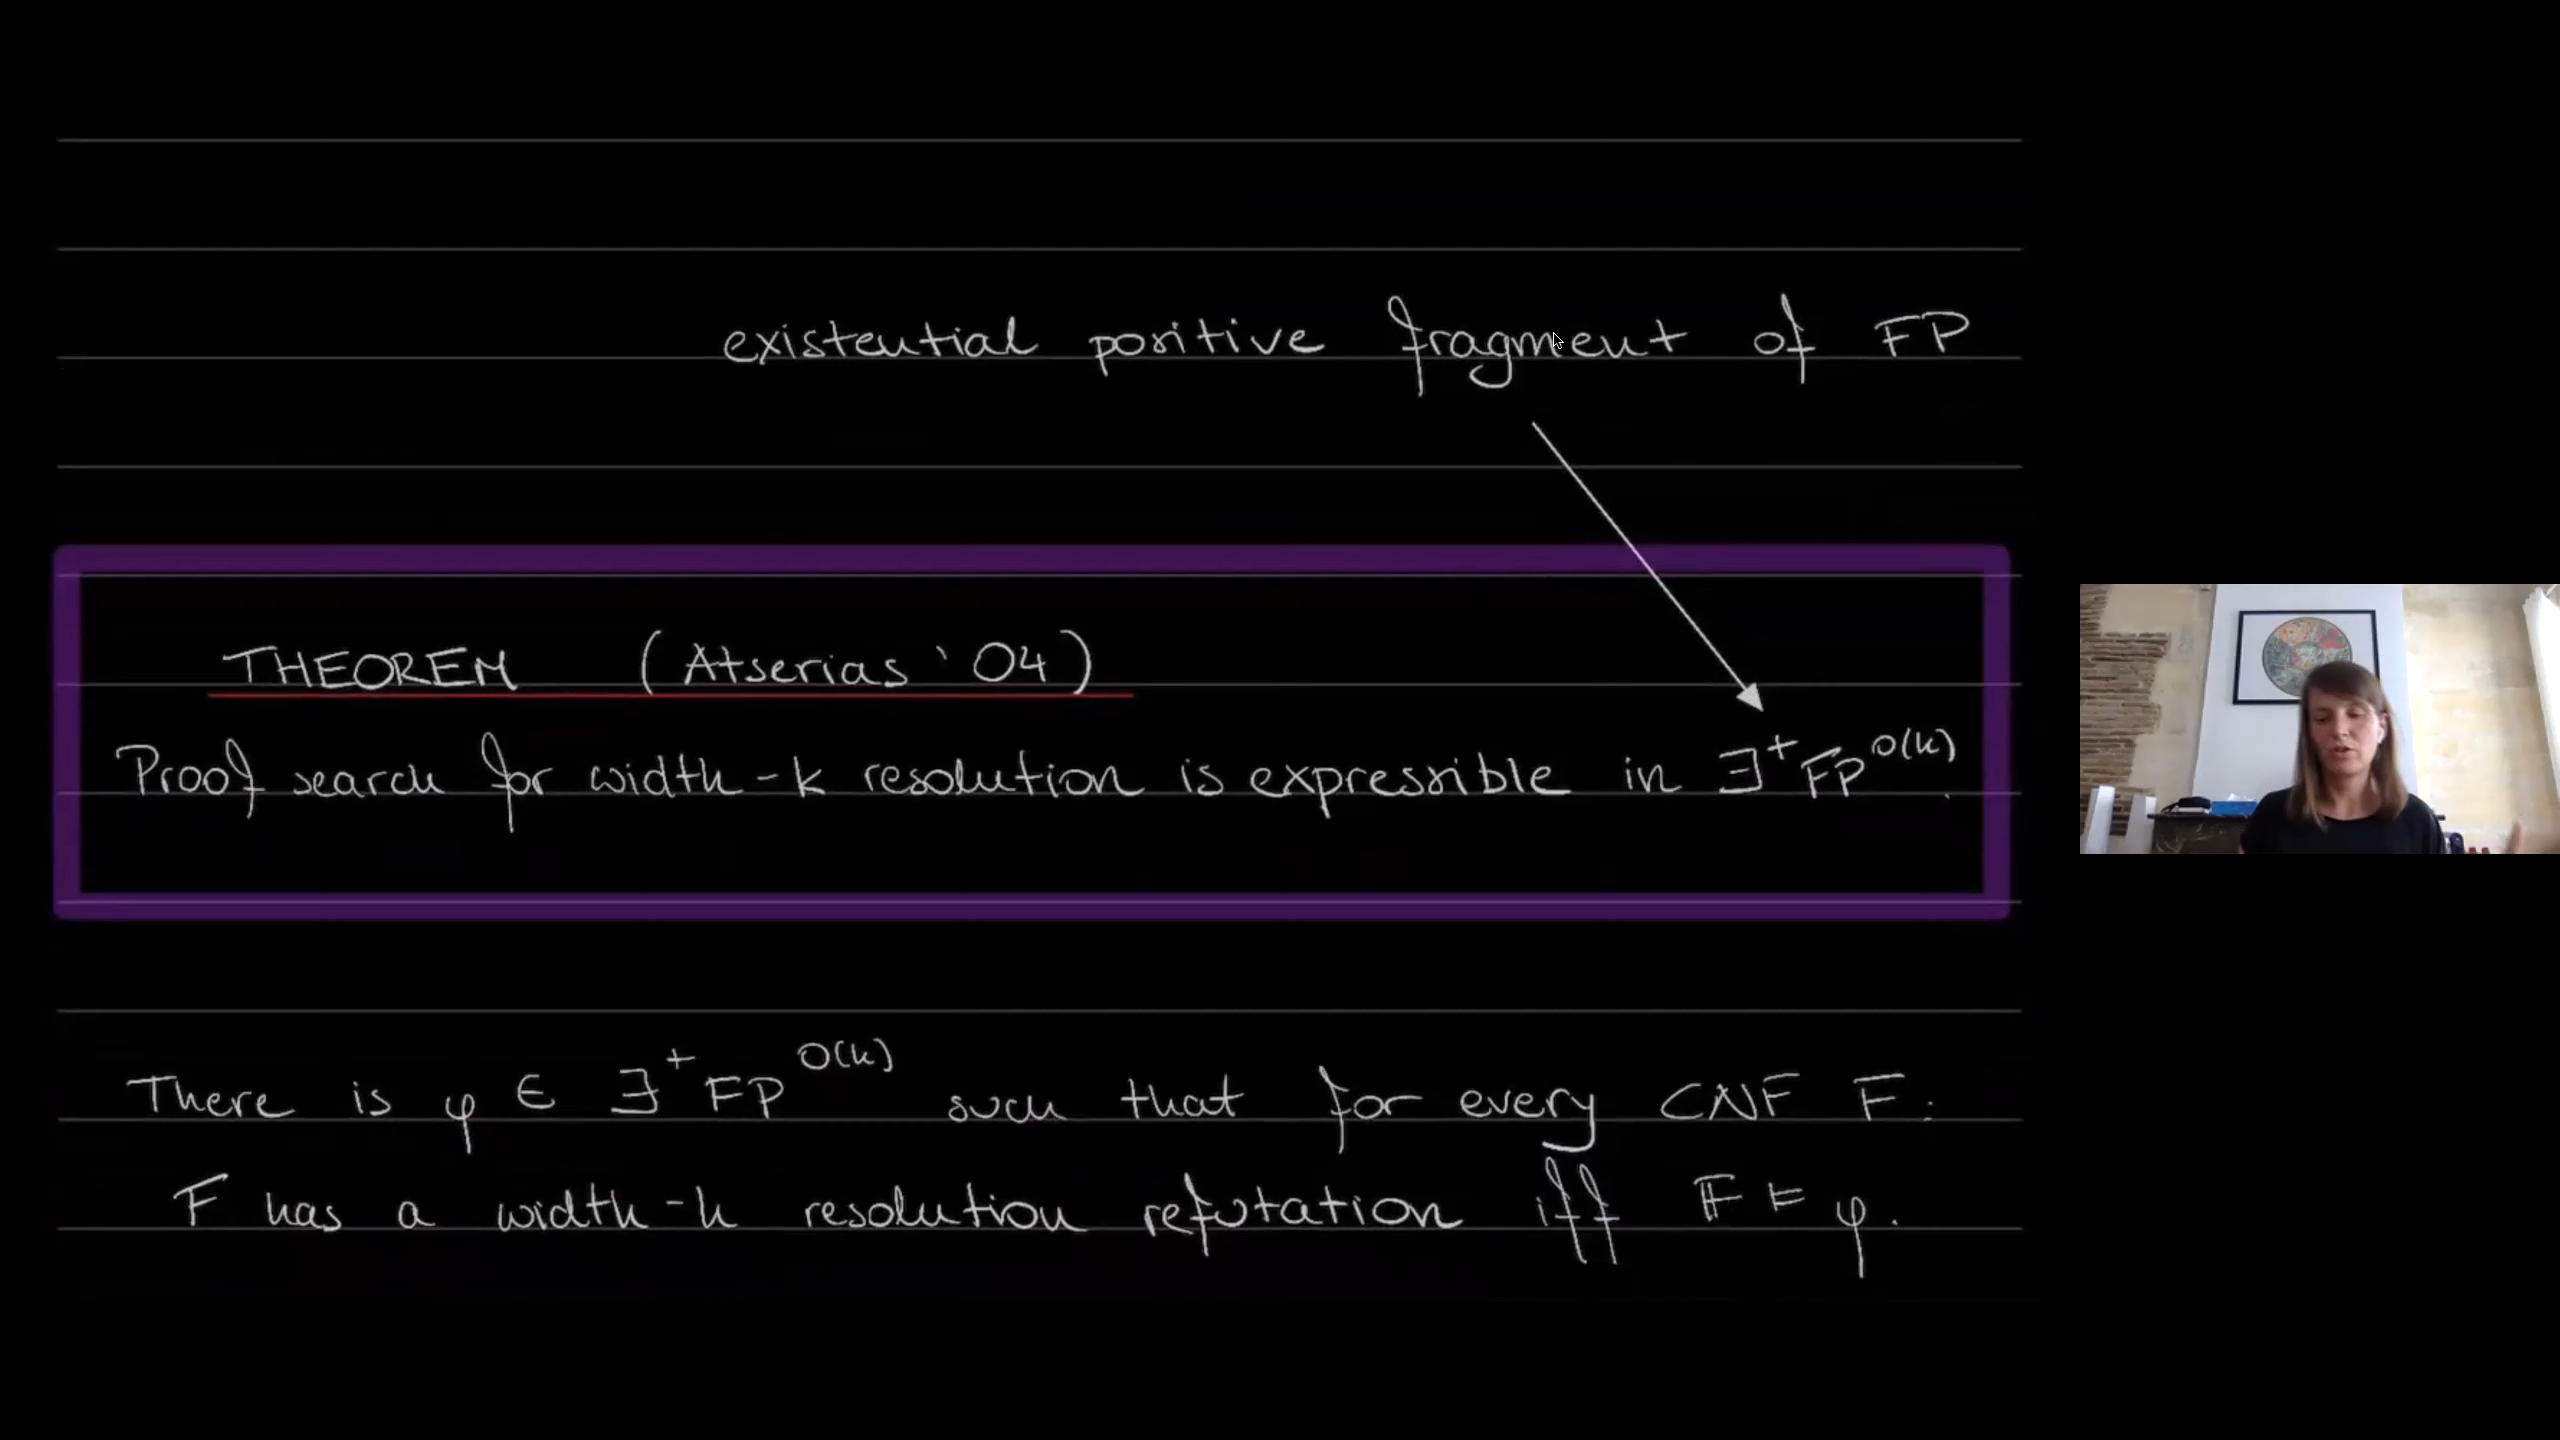 existential positive fragment of FP
THEOREM (Atserias '04)
Proof search for width-k resolution is expressible in ∃⁺FP^O(k).
There is φ ∈ ∃⁺FP^O(k) such that for every CNF F:
F has a width-k resolution refutation iff 𝔽 ⊨ φ.